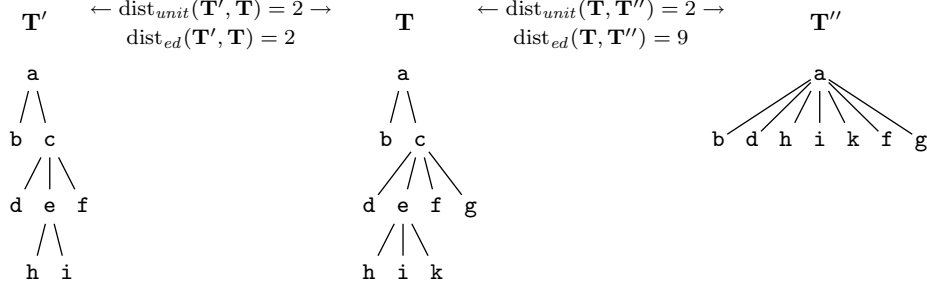 T′ ← dist_unit(T′, T) = 2 → T ← dist_unit(T, T″) = 2 → T″
dist_ed(T′, T) = 2 dist_ed(T, T″) = 9
a a a
b c b c b d h i k f g
d e f d e f g
h i h i k